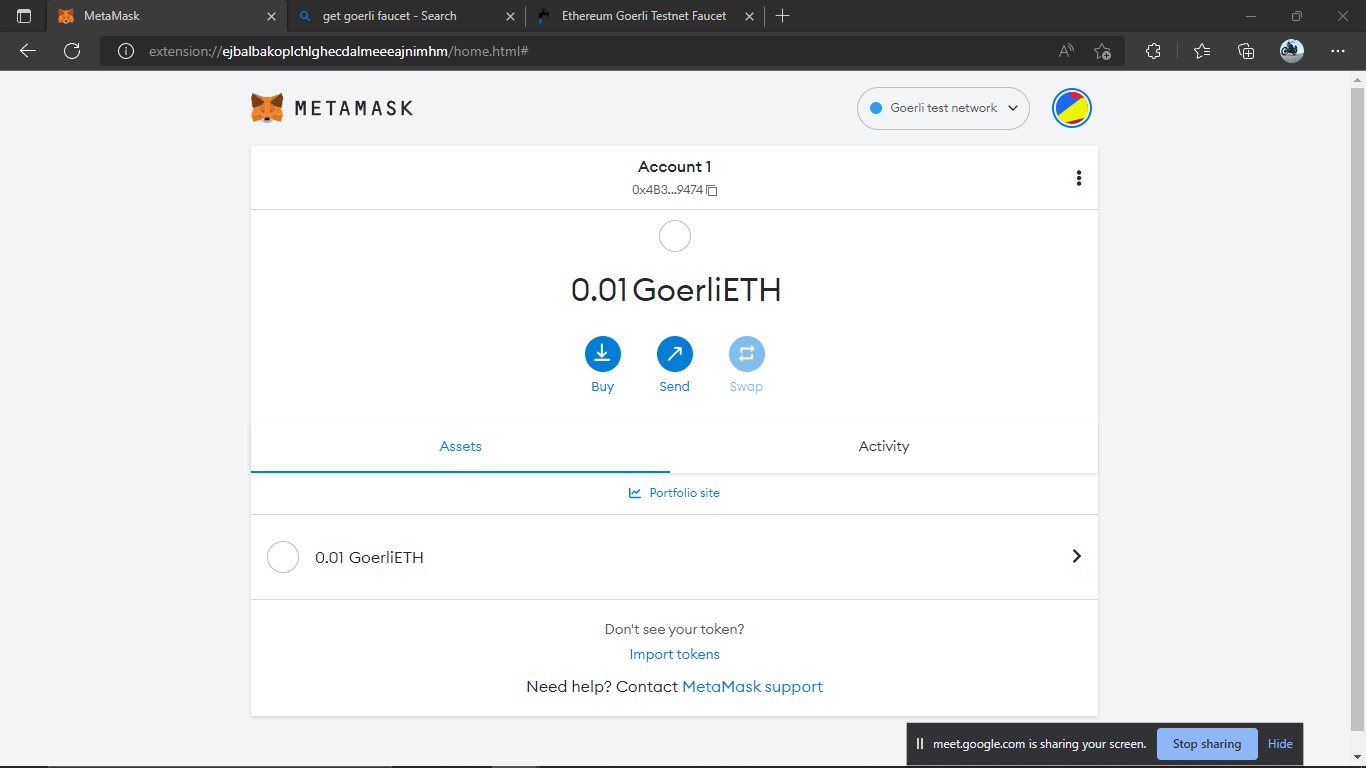 MetaMask
get goerli faucet - Search
Ethereum Goerli Testnet Faucet
extension://ejbalbakoplchlghecdalmeeeajnimhm/home.html#
METAMASK
Goerli test network
Account 1
0x4B3...9474
0.01 GoerliETH
Buy
Send
Swap
Assets
Activity
Portfolio site
0.01 GoerliETH
Don't see your token?
Import tokens
Need help? Contact MetaMask support
meet.google.com is sharing your screen.
Stop sharing
Hide